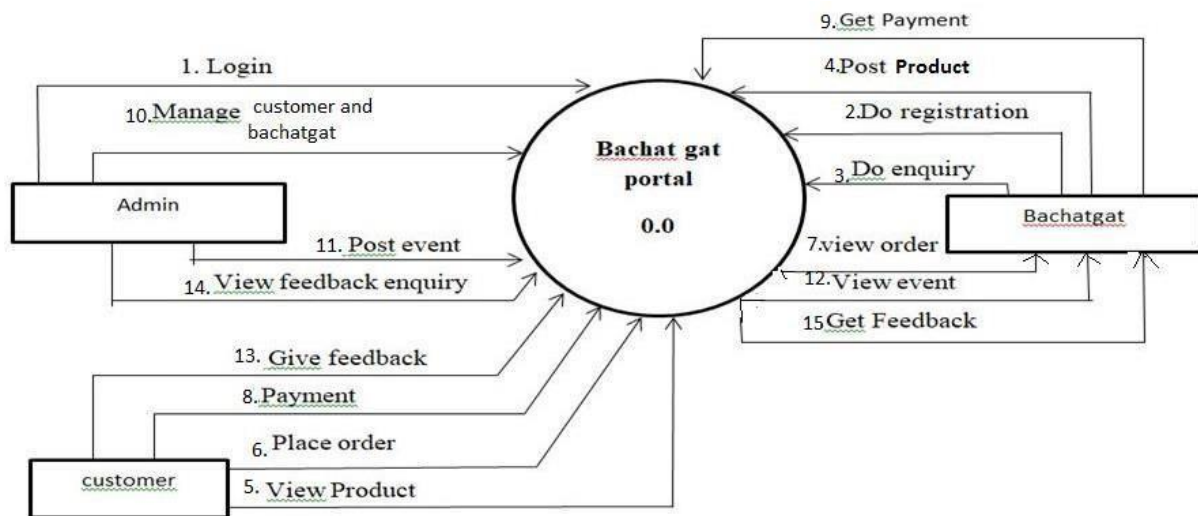 9.Get Payment
1. Login
4.Post Product
10.Manage customer and
bachatgat
2.Do registration
Bachat gat
portal
0.0
3.Do enquiry
Admin
Bachatgat
11. Post event
7.view order
14. View feedback enquiry
12.View event
15Get Feedback
13. Give feedback
8.Payment
6. Place order
customer
5. View Product